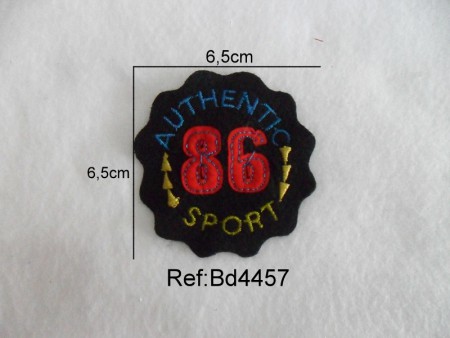 6,5cm
6,5cm
AUTHENTIC
86
SPORT
Ref:Bd4457